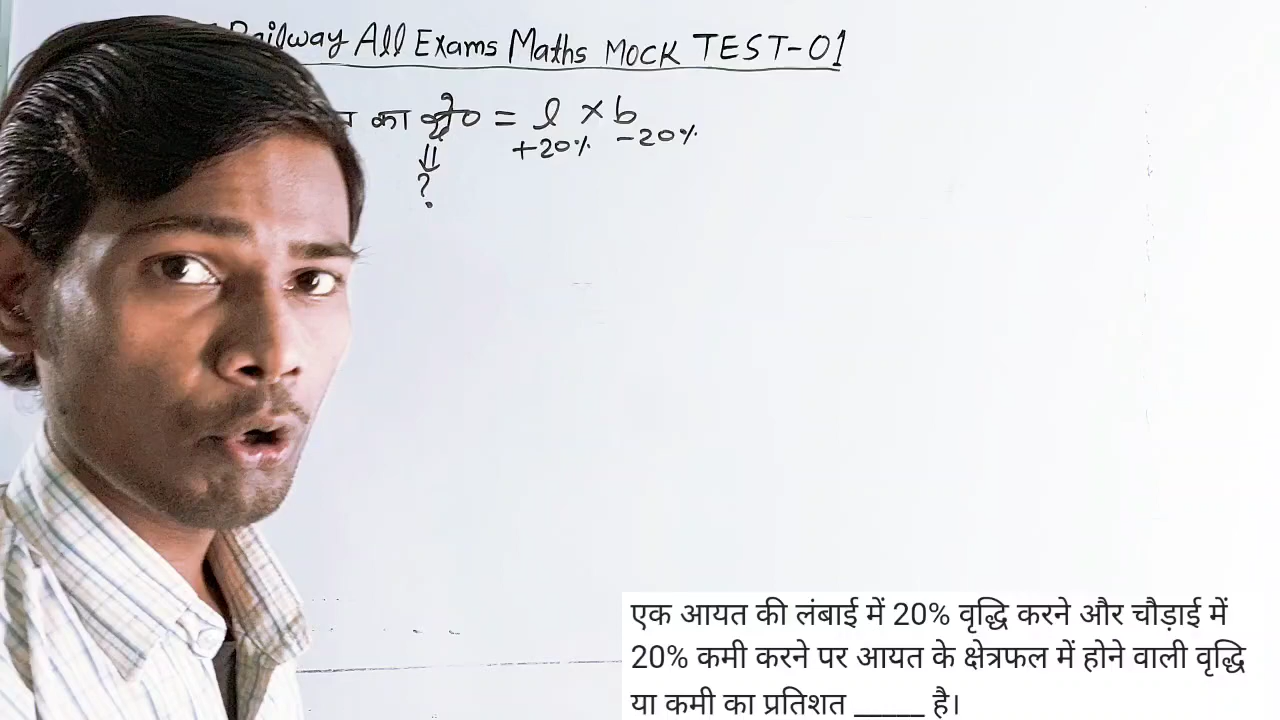 Railway All Exams Maths MOCK TEST-01
का क्षे० = l × b
+20% -20%
⇓
?
एक आयत की लंबाई में 20% वृद्धि करने और चौड़ाई में
20% कमी करने पर आयत के क्षेत्रफल में होने वाली वृद्धि
या कमी का प्रतिशत _____ है।